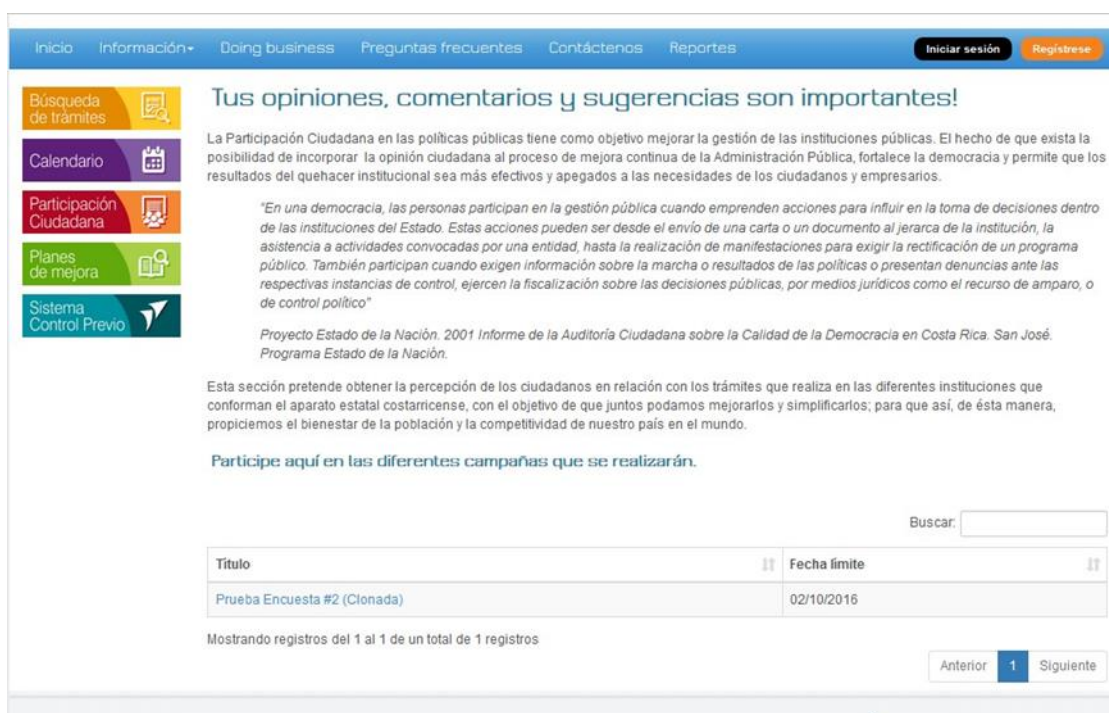 Inicio Información Doing business Preguntas frecuentes Contáctenos Reportes Iniciar sesión Regístrese
Búsqueda
de trámites
Calendario
Participación
Ciudadana
Planes
de mejora
Sistema
Control Previo
Tus opiniones, comentarios y sugerencias son importantes!
La Participación Ciudadana en las políticas públicas tiene como objetivo mejorar la gestión de las instituciones públicas. El hecho de que exista la
posibilidad de incorporar la opinión ciudadana al proceso de mejora continua de la Administración Pública, fortalece la democracia y permite que los
resultados del quehacer institucional sea más efectivos y apegados a las necesidades de los ciudadanos y empresarios.
"En una democracia, las personas participan en la gestión pública cuando emprenden acciones para influir en la toma de decisiones dentro
de las instituciones del Estado. Estas acciones pueden ser desde el envío de una carta o un documento al jerarca de la institución, la
asistencia a actividades convocadas por una entidad, hasta la realización de manifestaciones para exigir la rectificación de un programa
público. También participan cuando exigen información sobre la marcha o resultados de las políticas o presentan denuncias ante las
respectivas instancias de control, ejercen la fiscalización sobre las decisiones públicas, por medios jurídicos como el recurso de amparo, o
de control político"
Proyecto Estado de la Nación. 2001 Informe de la Auditoría Ciudadana sobre la Calidad de la Democracia en Costa Rica. San José.
Programa Estado de la Nación.
Esta sección pretende obtener la percepción de los ciudadanos en relación con los trámites que realiza en las diferentes instituciones que
conforman el aparato estatal costarricense, con el objetivo de que juntos podamos mejorarlos y simplificarlos; para que así, de ésta manera,
propiciemos el bienestar de la población y la competitividad de nuestro país en el mundo.
Participe aquí en las diferentes campañas que se realizarán.
Buscar:
Título Fecha límite
Prueba Encuesta #2 (Clonada) 02/10/2016
Mostrando registros del 1 al 1 de un total de 1 registros
Anterior 1 Siguiente